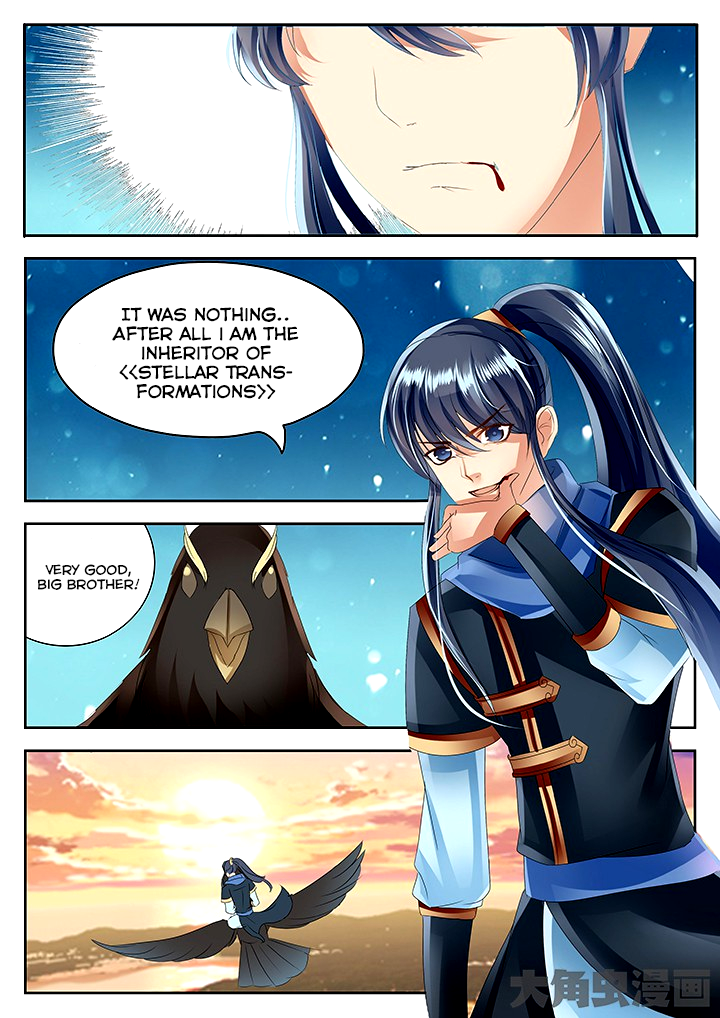 IT WAS NOTHING..
AFTER ALL I AM THE
INHERITOR OF
<<STELLAR TRANS-
FORMATIONS>>
VERY GOOD,
BIG BROTHER!
大角虫漫画